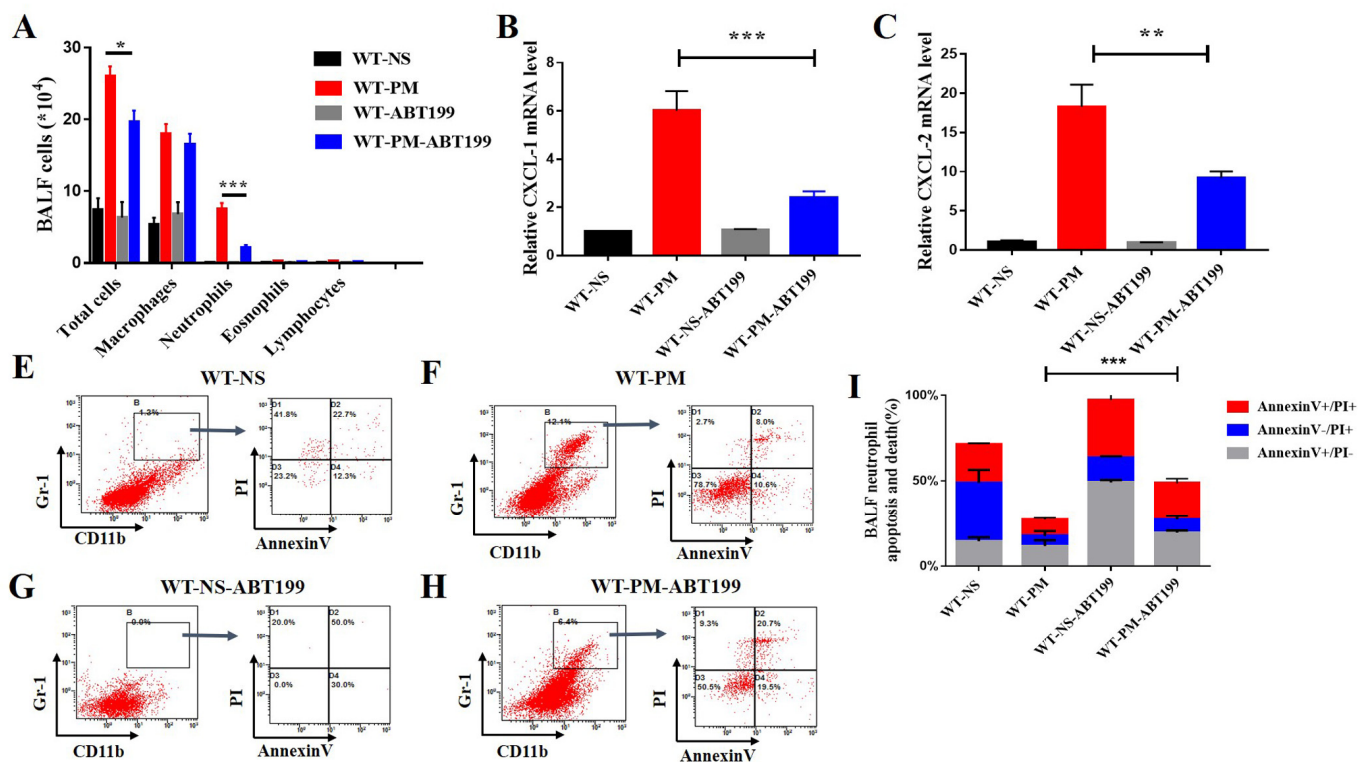 A
BALF cells (*10⁴)
30
20
10
0
*
***
WT-NS
WT-PM
WT-ABT199
WT-PM-ABT199
Total cells
Macrophages
Neutrophils
Eosnophils
Lymphocytes
B
Relative CXCL-1 mRNA level
8
6
4
2
0
***
WT-NS
WT-PM
WT-NS-ABT199
WT-PM-ABT199
C
Relative CXCL-2 mRNA level
25
20
15
10
5
0
**
WT-NS
WT-PM
WT-NS-ABT199
WT-PM-ABT199
E
WT-NS
B
1.3%
Gr-1
CD11b
D1
41.8%
D2
22.7%
D3
23.2%
D4
12.3%
PI
AnnexinV
F
WT-PM
B
12.1%
Gr-1
CD11b
D1
2.7%
D2
8.0%
D3
78.7%
D4
10.6%
PI
AnnexinV
G
WT-NS-ABT199
B
0.0%
Gr-1
CD11b
D1
20.0%
D2
50.0%
D3
0.0%
D4
30.0%
PI
AnnexinV
H
WT-PM-ABT199
B
6.4%
Gr-1
CD11b
D1
9.3%
D2
20.7%
D3
50.5%
D4
19.5%
PI
AnnexinV
I
BALF neutrophil
apoptosis and death(%)
100%
50%
0%
***
AnnexinV+/PI+
AnnexinV-/PI+
AnnexinV+/PI-
WT-NS
WT-PM
WT-NS-ABT199
WT-PM-ABT199